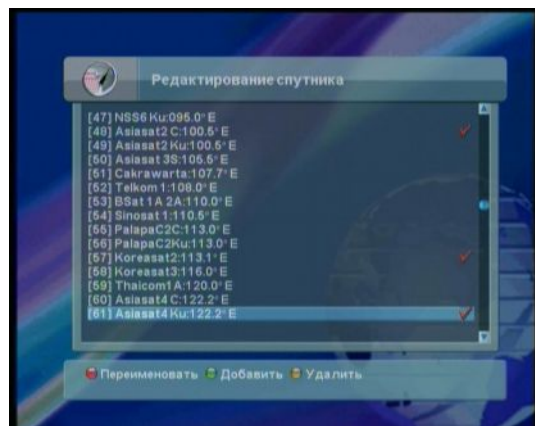 Редактирование спутника
[47] NSS6 Ku:095.0° E
[48] Asiasat2 C:100.5° E
[49] Asiasat2 Ku:100.5° E
[50] Asiasat 3S:105.5° E
[51] Cakrawarta:107.7° E
[52] Telkom 1:108.0° E
[53] BSat 1A 2A:110.0° E
[54] Sinosat 1:110.5° E
[55] PalapaC2C:113.0° E
[56] PalapaC2Ku:113.0° E
[57] Koreasat2:113.1° E
[58] Koreasat3:116.0° E
[59] Thaicom1A:120.0° E
[60] Asiasat4 C:122.2° E
[61] Asiasat4 Ku:122.2° E
Переименовать Добавить Удалить